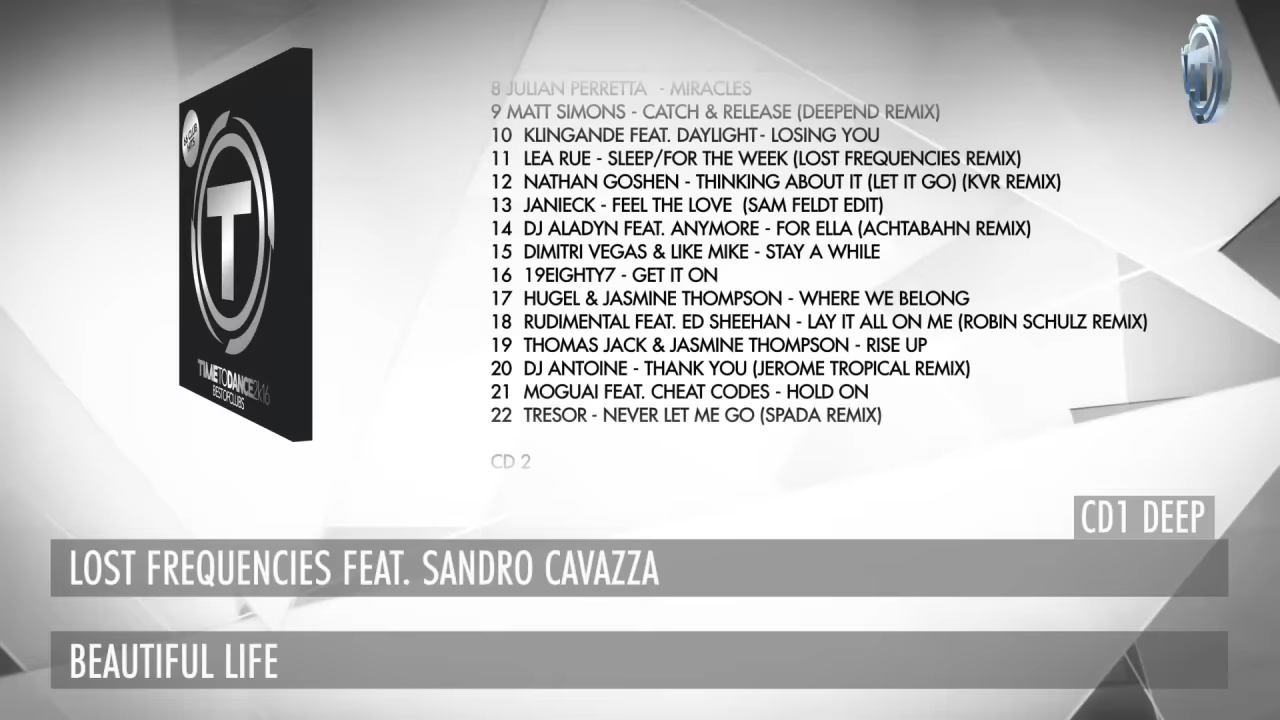 8 JULIAN PERRETTA - MIRACLES
9 MATT SIMONS - CATCH & RELEASE (DEEPEND REMIX)
10 KLINGANDE FEAT. DAYLIGHT - LOSING YOU
11 LEA RUE - SLEEP/FOR THE WEEK (LOST FREQUENCIES REMIX)
12 NATHAN GOSHEN - THINKING ABOUT IT (LET IT GO) (KVR REMIX)
13 JANIECK - FEEL THE LOVE (SAM FELDT EDIT)
14 DJ ALADYN FEAT. ANYMORE - FOR ELLA (ACHTABAHN REMIX)
15 DIMITRI VEGAS & LIKE MIKE - STAY A WHILE
16 19EIGHTY7 - GET IT ON
17 HUGEL & JASMINE THOMPSON - WHERE WE BELONG
18 RUDIMENTAL FEAT. ED SHEEHAN - LAY IT ALL ON ME (ROBIN SCHULZ REMIX)
19 THOMAS JACK & JASMINE THOMPSON - RISE UP
20 DJ ANTOINE - THANK YOU (JEROME TROPICAL REMIX)
21 MOGUAI FEAT. CHEAT CODES - HOLD ON
22 TRESOR - NEVER LET ME GO (SPADA REMIX)
CD 2
T
TIMETODANCE2k16
BESTOFCLUBS
CD1 DEEP
LOST FREQUENCIES FEAT. SANDRO CAVAZZA
BEAUTIFUL LIFE